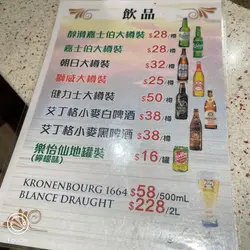 飲品
醇滑嘉士伯大樽裝 $28/樽
嘉士伯大樽裝 $28/樽
朝日大樽裝 $32/樽
獅威大樽裝 $25/樽
健力士大樽裝 $50/樽
艾丁格小麥白啤酒 $38/樽
艾丁格小麥黑啤酒 $38/樽
樂怡仙地罐裝 $16/罐
(檸檬味)
KRONENBOURG 1664 $58/500mL
BLANCE DRAUGHT $228/2L